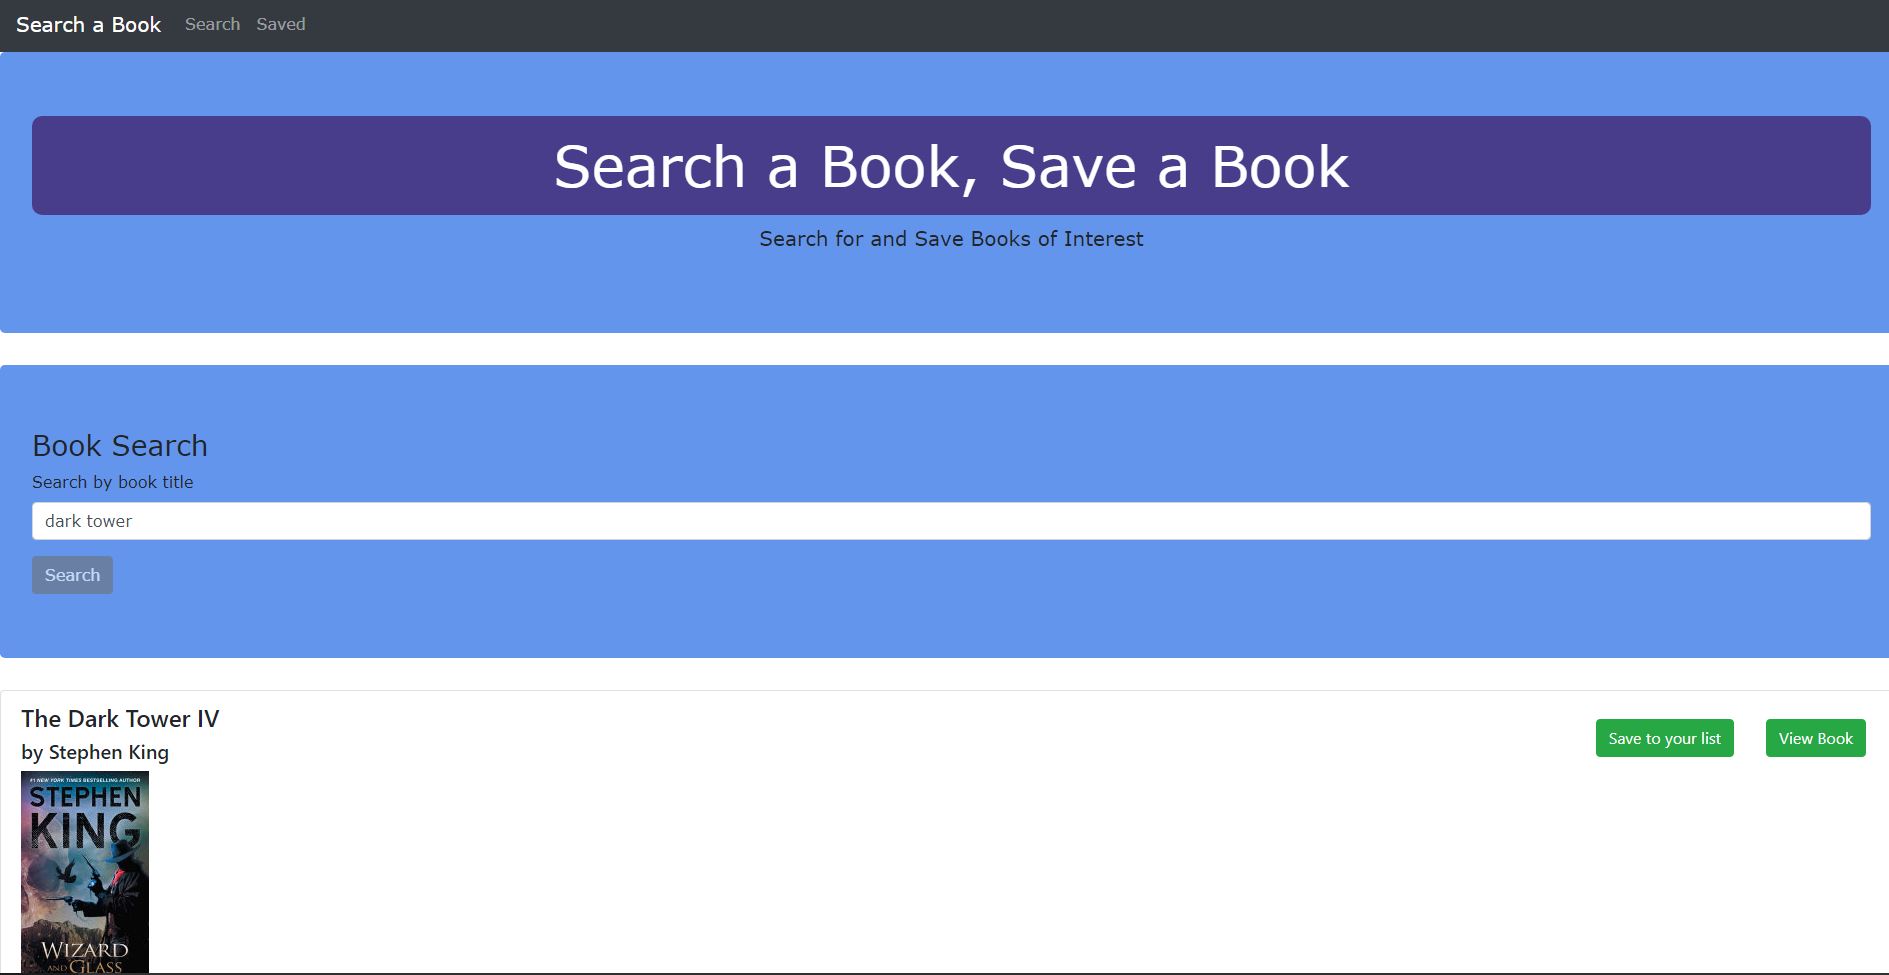 Search a Book Search Saved
Search a Book, Save a Book
Search for and Save Books of Interest
Book Search
Search by book title
dark tower
Search
The Dark Tower IV
by Stephen King
Save to your list View Book
#1 NEW YORK TIMES BESTSELLING AUTHOR
STEPHEN
KING
WIZARD
AND GLASS